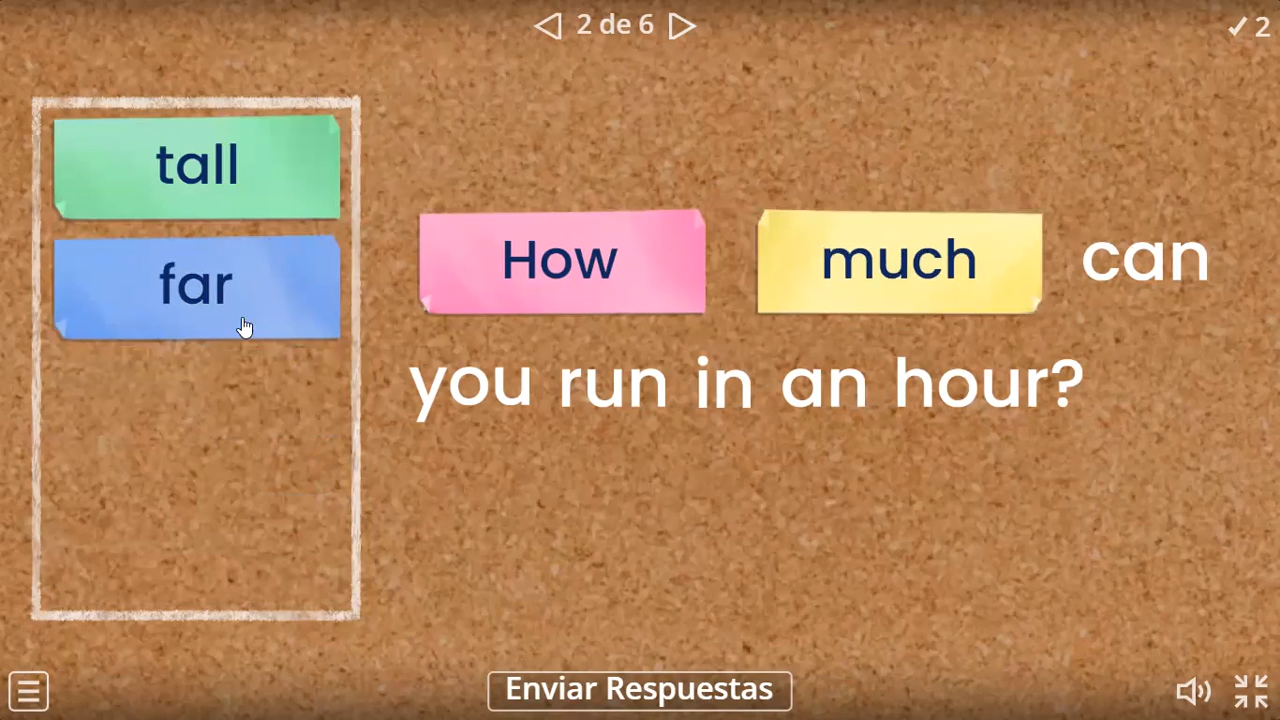 2 de 6
✓ 2
tall
far
How much can
you run in an hour?
Enviar Respuestas